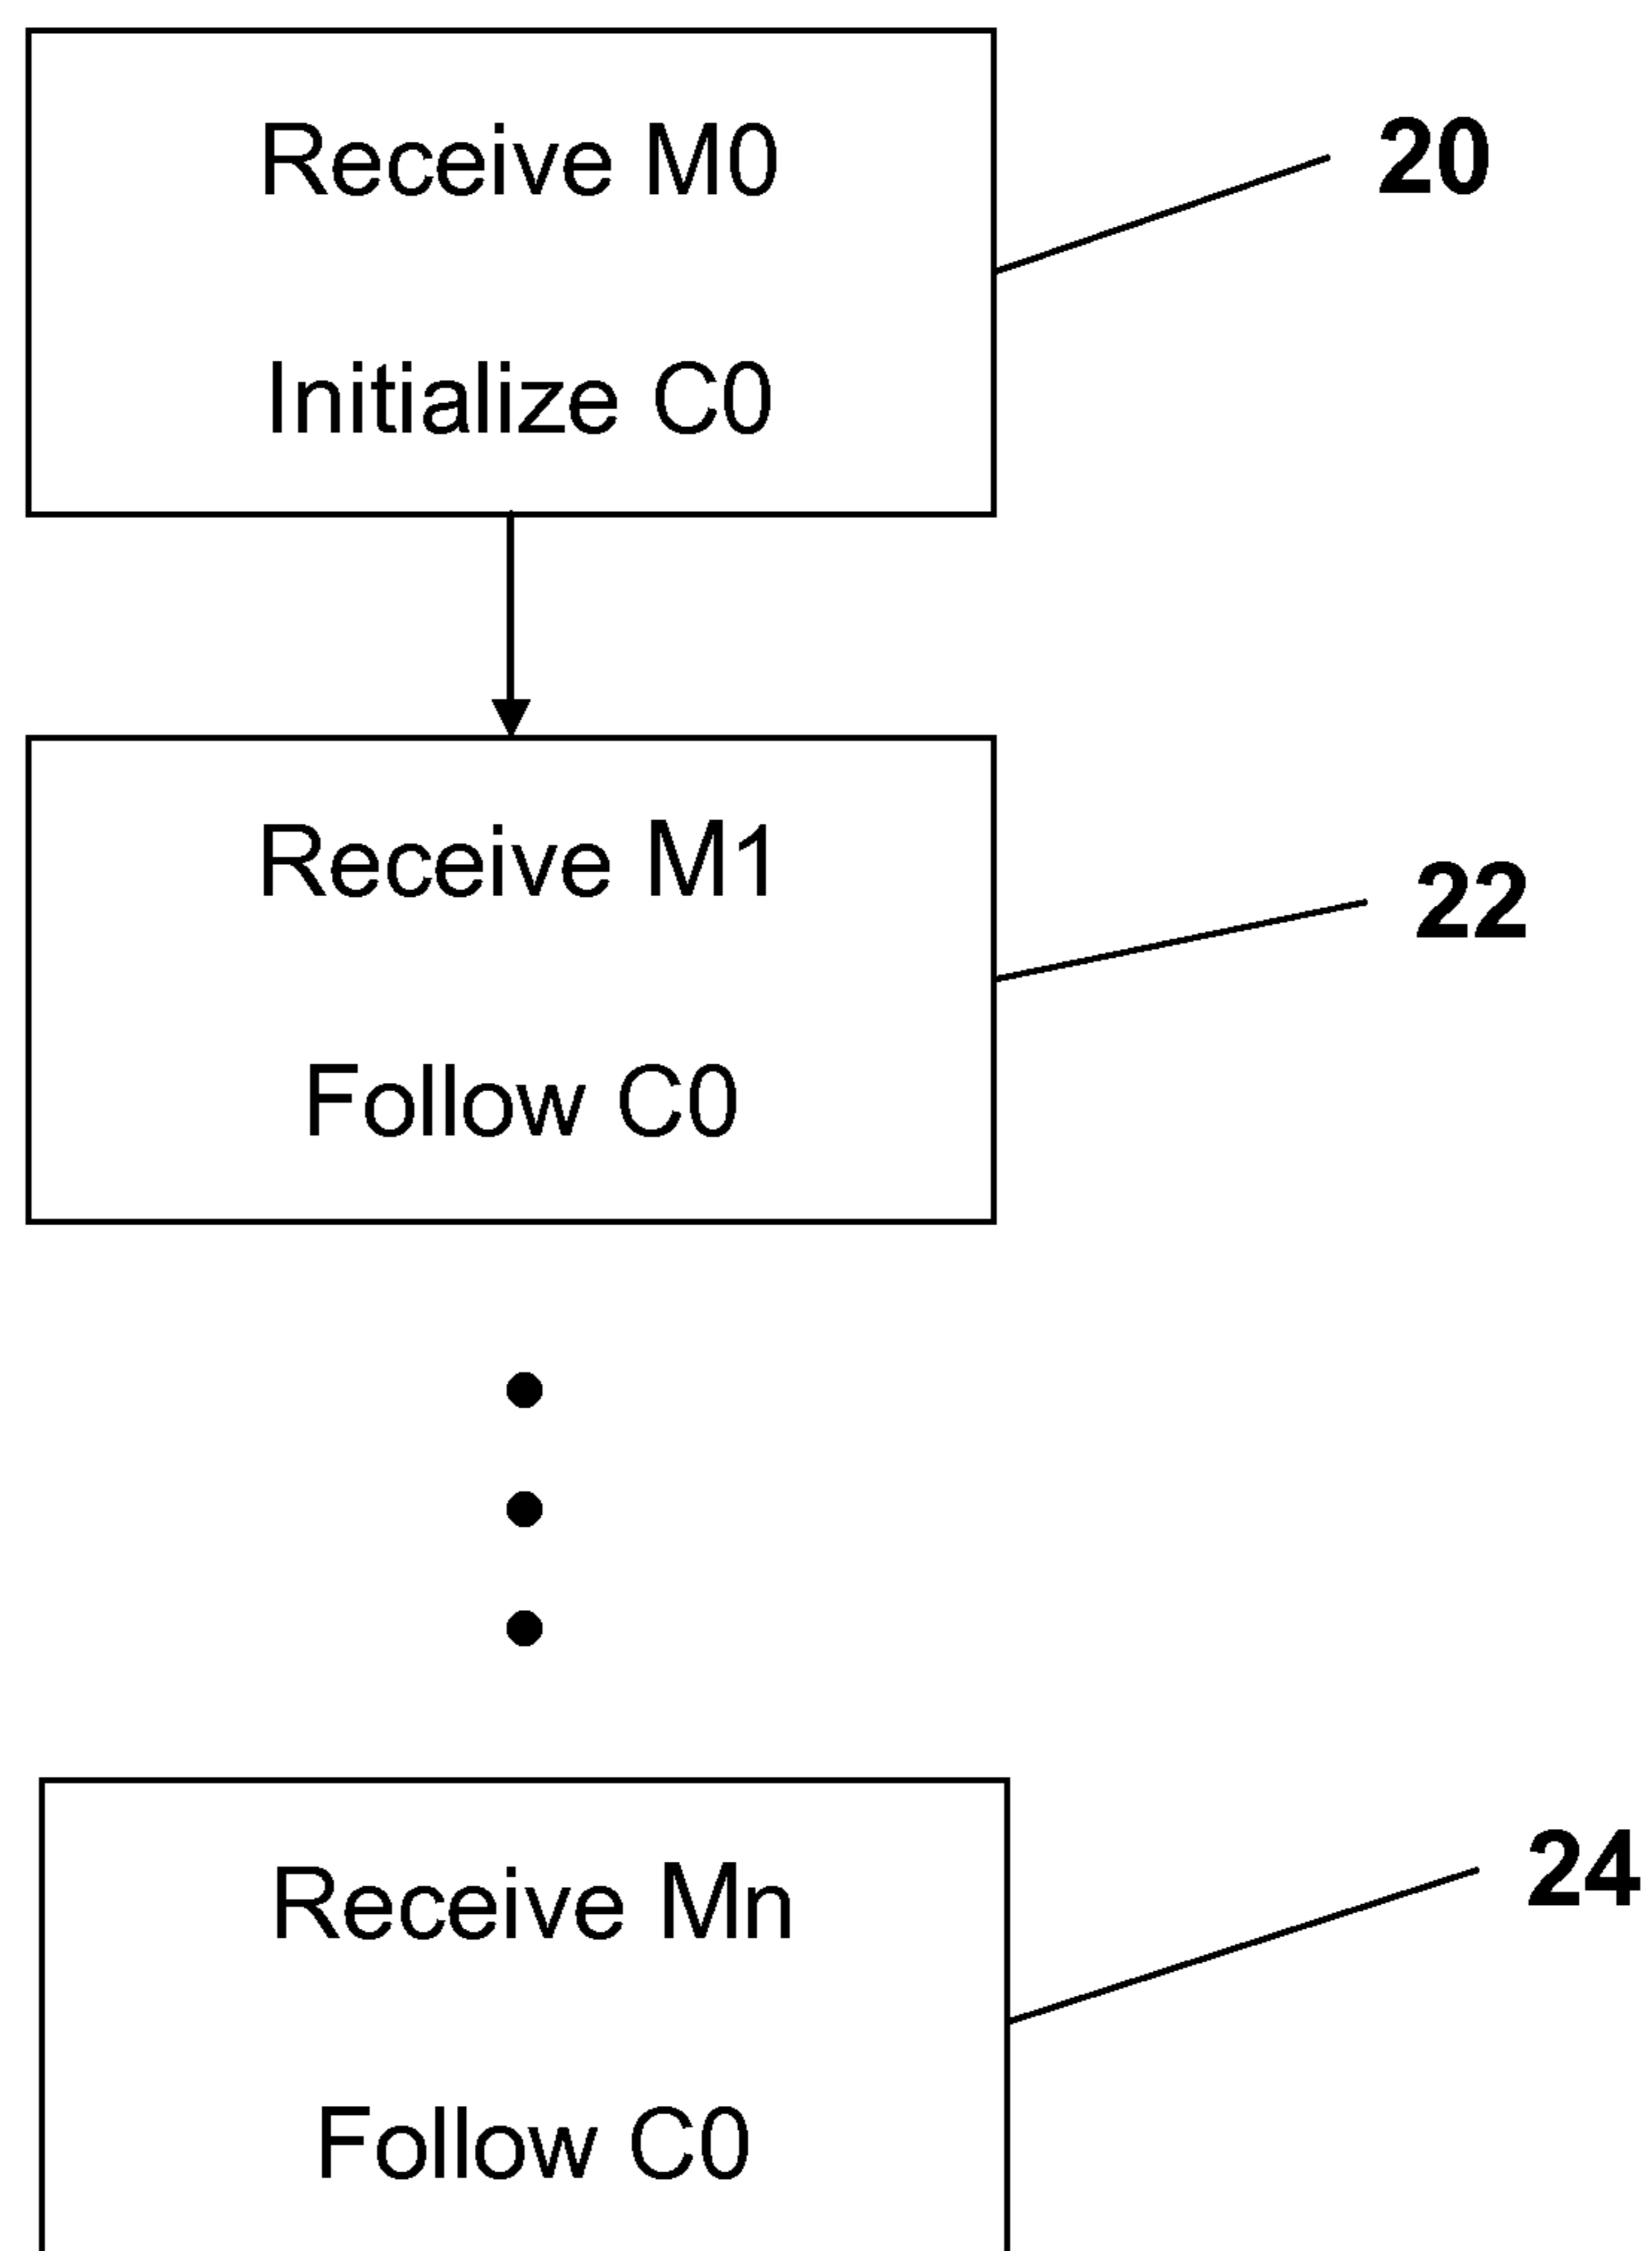 Receive M0
20
Initialize C0
Receive M1
22
Follow C0
Receive Mn
24
Follow C0